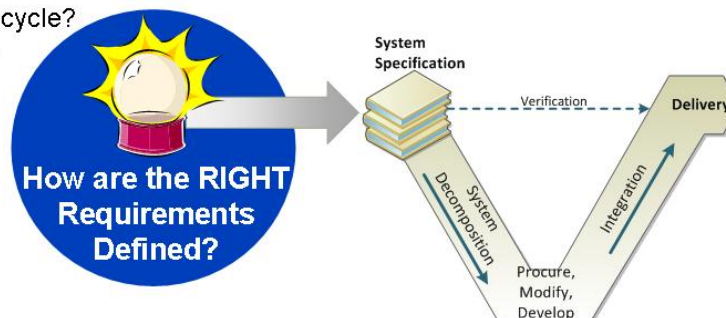 cycle?
How are the RIGHT
Requirements
Defined?
System
Specification
Verification
Delivery
System
Decomposition
Integration
Procure,
Modify,
Develop